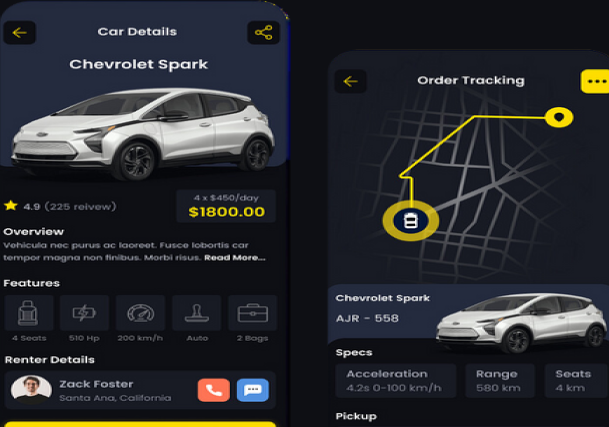 Car Details
Chevrolet Spark
4.9 (225 reivew)
4 x $450/day
$1800.00
Overview
Vehicula nec purus ac laoreet. Fusce lobortis car
tempor magna non finibus. Morbi risus. Read More...
Features
4 Seats
510 Hp
200 km/h
Auto
2 Bags
Renter Details
Zack Foster
Santa Ana, California
Order Tracking
Chevrolet Spark
AJR - 558
Specs
Acceleration
4.2s 0-100 km/h
Range
580 km
Seats
4 km
Pickup